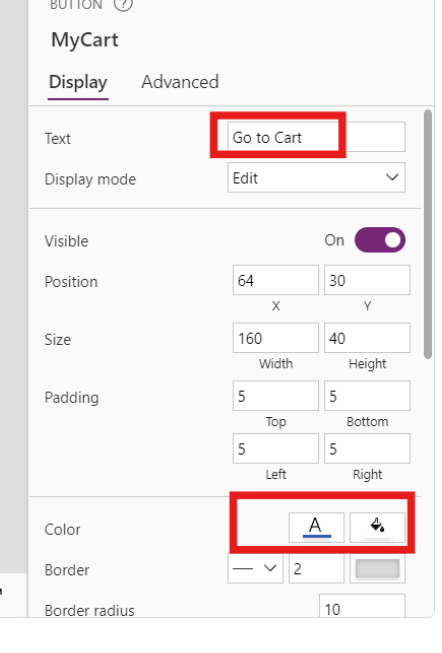 BUTTON ?
MyCart
Display Advanced
Text Go to Cart
Display mode Edit
Visible On
Position 64 30
X Y
Size 160 40
Width Height
Padding 5 5
Top Bottom
5 5
Left Right
Color A
Border 2
Border radius 10